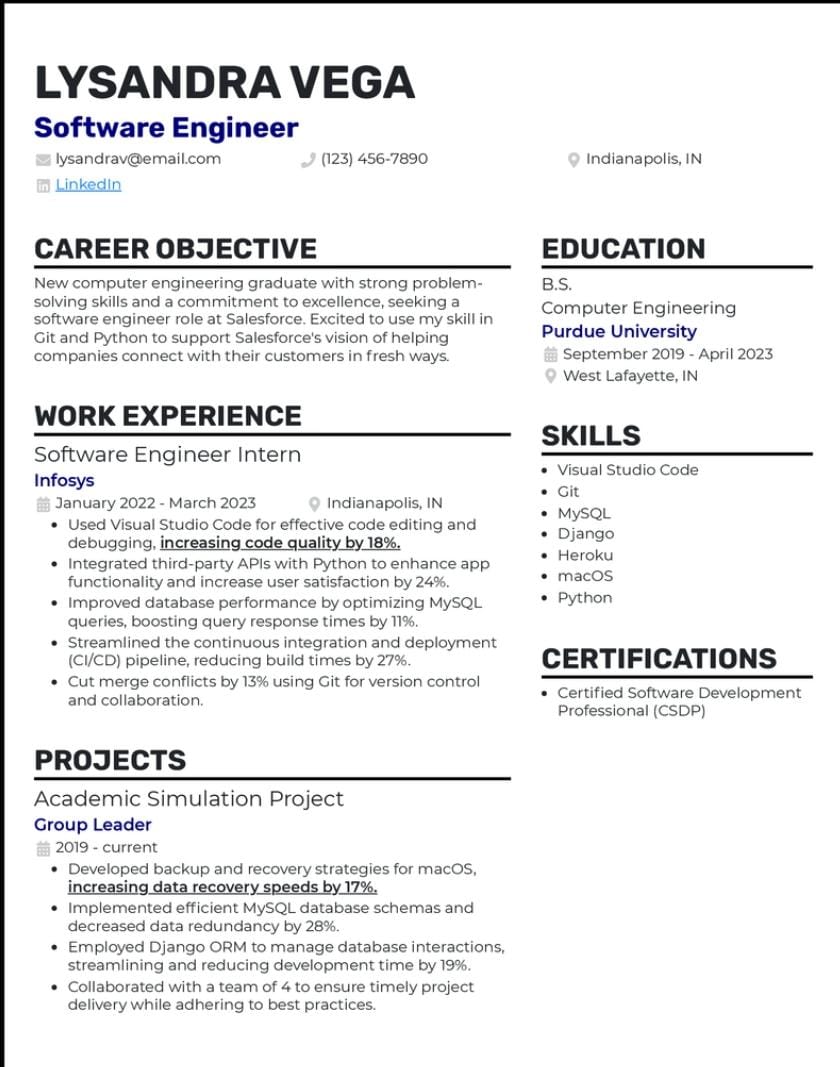 LYSANDRA VEGA
Software Engineer
lysandrav@email.com
(123) 456-7890
Indianapolis, IN
LinkedIn
CAREER OBJECTIVE
New computer engineering graduate with strong problem-
solving skills and a commitment to excellence, seeking a
software engineer role at Salesforce. Excited to use my skill in
Git and Python to support Salesforce's vision of helping
companies connect with their customers in fresh ways.
WORK EXPERIENCE
Software Engineer Intern
Infosys
January 2022 - March 2023
Indianapolis, IN
• Used Visual Studio Code for effective code editing and
debugging, increasing code quality by 18%.
• Integrated third-party APIs with Python to enhance app
functionality and increase user satisfaction by 24%.
• Improved database performance by optimizing MySQL
queries, boosting query response times by 11%.
• Streamlined the continuous integration and deployment
(CI/CD) pipeline, reducing build times by 27%.
• Cut merge conflicts by 13% using Git for version control
and collaboration.
PROJECTS
Academic Simulation Project
Group Leader
2019 - current
• Developed backup and recovery strategies for macOS,
increasing data recovery speeds by 17%.
• Implemented efficient MySQL database schemas and
decreased data redundancy by 28%.
• Employed Django ORM to manage database interactions,
streamlining and reducing development time by 19%.
• Collaborated with a team of 4 to ensure timely project
delivery while adhering to best practices.
EDUCATION
B.S.
Computer Engineering
Purdue University
September 2019 - April 2023
West Lafayette, IN
SKILLS
• Visual Studio Code
• Git
• MySQL
• Django
• Heroku
• macOS
• Python
CERTIFICATIONS
• Certified Software Development
Professional (CSDP)